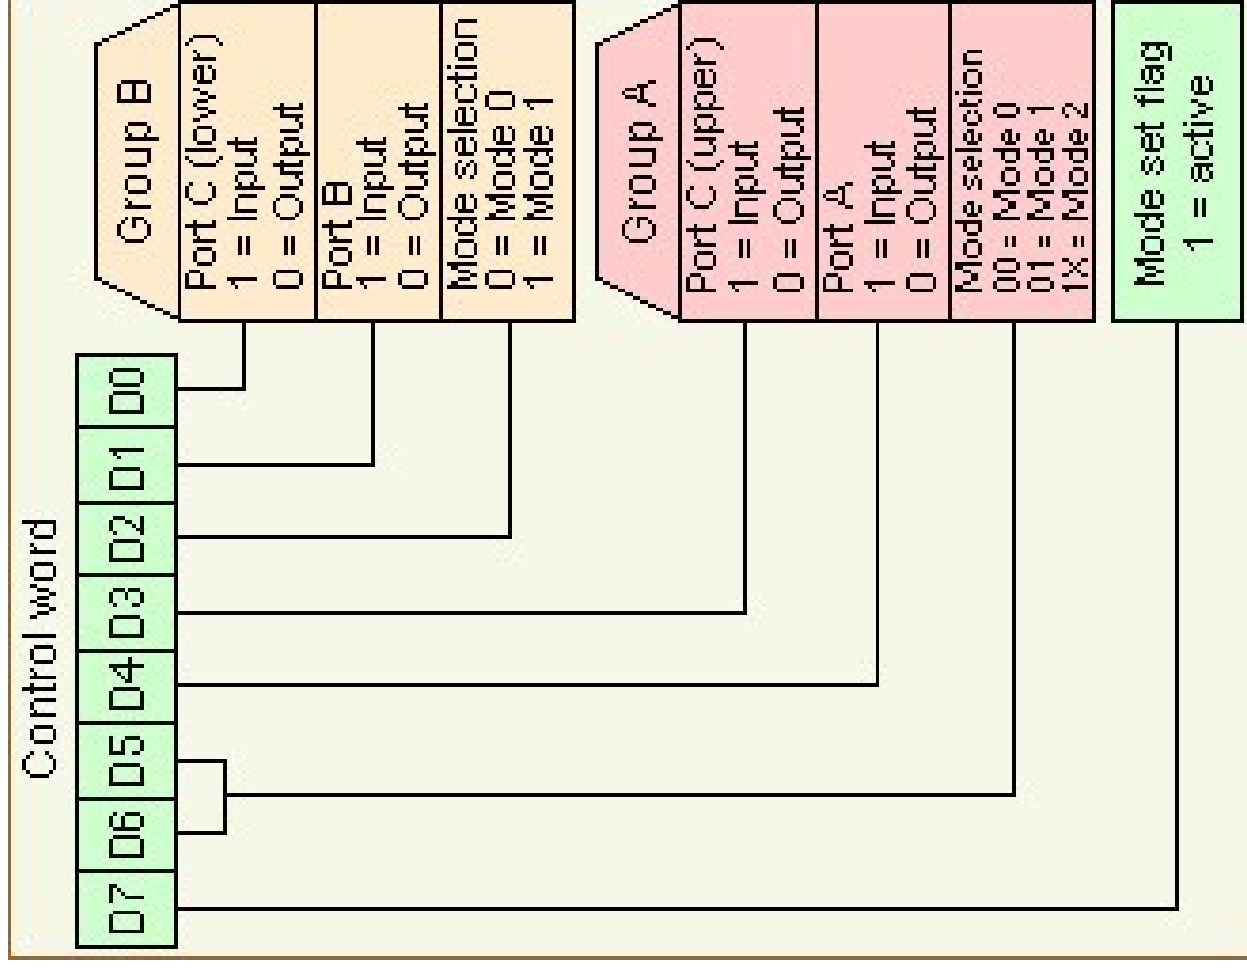 Control word
D7 D6 D5 D4 D3 D2 D1 D0
Group B
Port C (lower)
1 = Input
0 = Output
Port B
1 = Input
0 = Output
Mode selection
0 = Mode 0
1 = Mode 1
Group A
Port C (upper)
1 = Input
0 = Output
Port A
1 = Input
0 = Output
Mode selection
00 = Mode 0
01 = Mode 1
1X = Mode 2
Mode set flag
1 = active